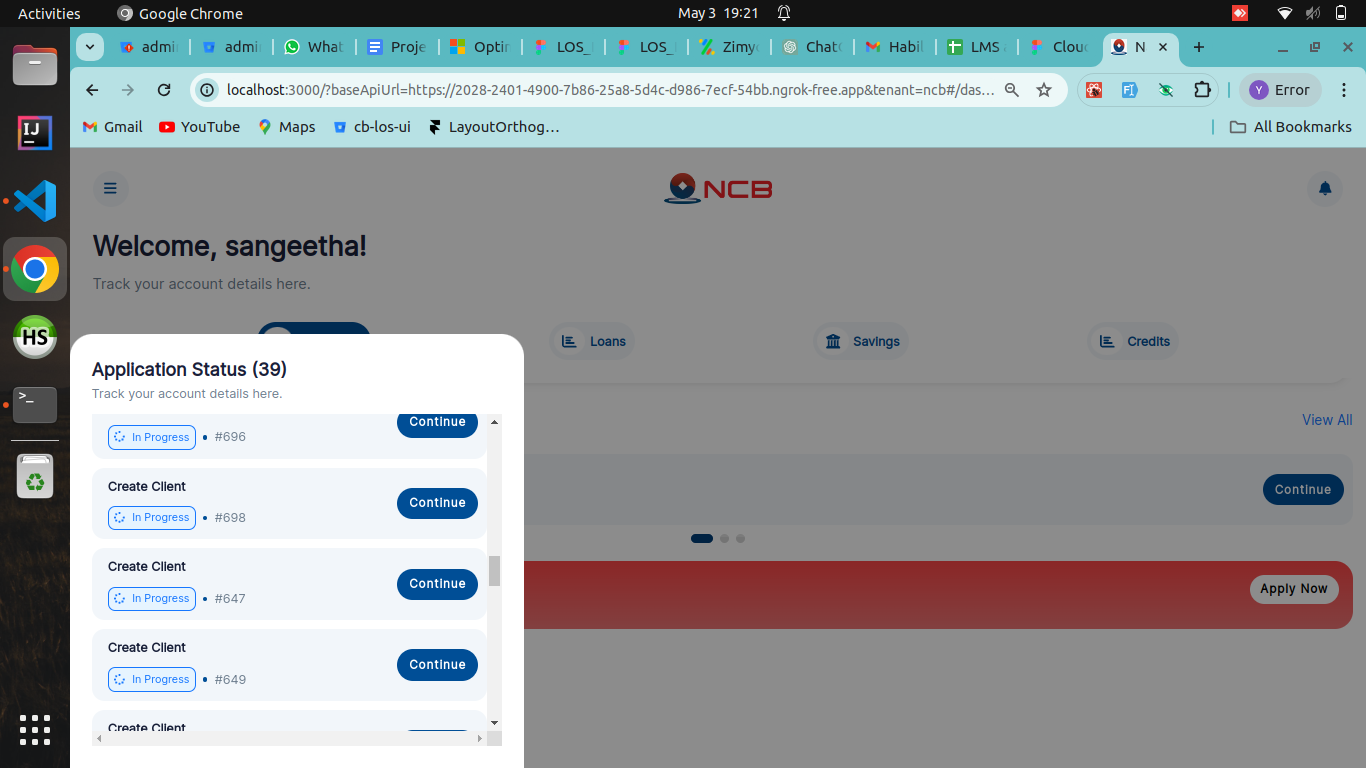 Activities
Google Chrome
May 3 19:21
admi
admi
What
Proje
Optin
LOS_
LOS_
Zimy
Chat
Habil
LMS
Clou
N
localhost:3000/?baseApiUrl=https://2028-2401-4900-7b86-25a8-5d4c-d986-7ecf-54bb.ngrok-free.app&tenant=ncb#/das…
Y
Error
Gmail
YouTube
Maps
cb-los-ui
LayoutOrthog…
All Bookmarks
NCB
Welcome, sangeetha!
Track your account details here.
Loans
Savings
Credits
View All
Continue
Apply Now
Application Status (39)
Track your account details here.
In Progress • #696
Continue
Create Client
In Progress • #698
Continue
Create Client
In Progress • #647
Continue
Create Client
In Progress • #649
Continue
Create Client
IJ
HS
>_